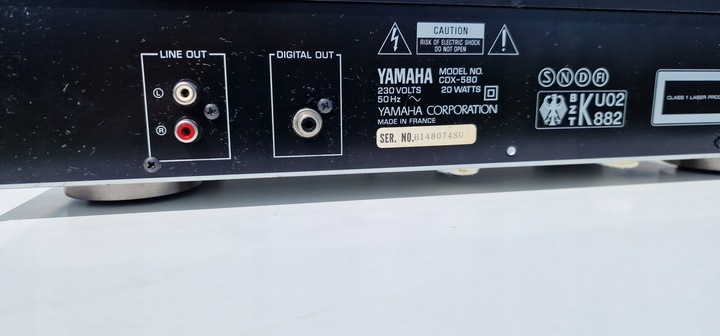 LINE OUT
L
R
DIGITAL OUT
CAUTION
RISK OF ELECTRIC SHOCK
DO NOT OPEN
YAMAHA MODEL NO.
CDX-580
230 VOLTS 20 WATTS
50 Hz ~
YAMAHA CORPORATION
MADE IN FRANCE
SER. NO. B148074SU
S N D FI
BZT K U02
882
CLASS 1 LASER PROD